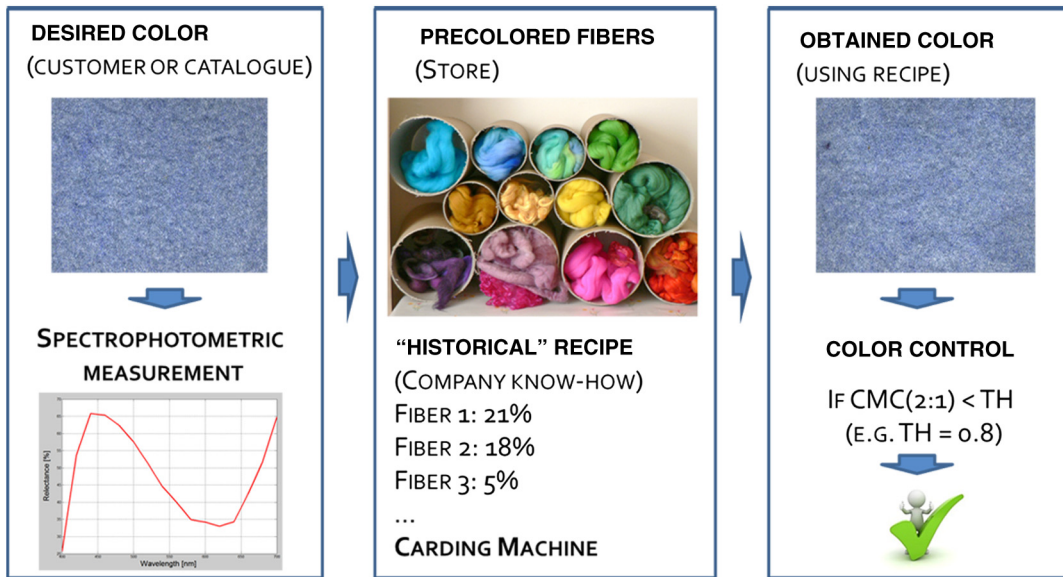 DESIRED COLOR
(CUSTOMER OR CATALOGUE)
SPECTROPHOTOMETRIC
MEASUREMENT
Relectance [%]
Wavelength [nm]
PRECOLORED FIBERS
(STORE)
“HISTORICAL” RECIPE
(COMPANY KNOW-HOW)
FIBER 1: 21%
FIBER 2: 18%
FIBER 3: 5%
...
CARDING MACHINE
OBTAINED COLOR
(USING RECIPE)
COLOR CONTROL
IF CMC(2:1) < TH
(E.G. TH = 0.8)